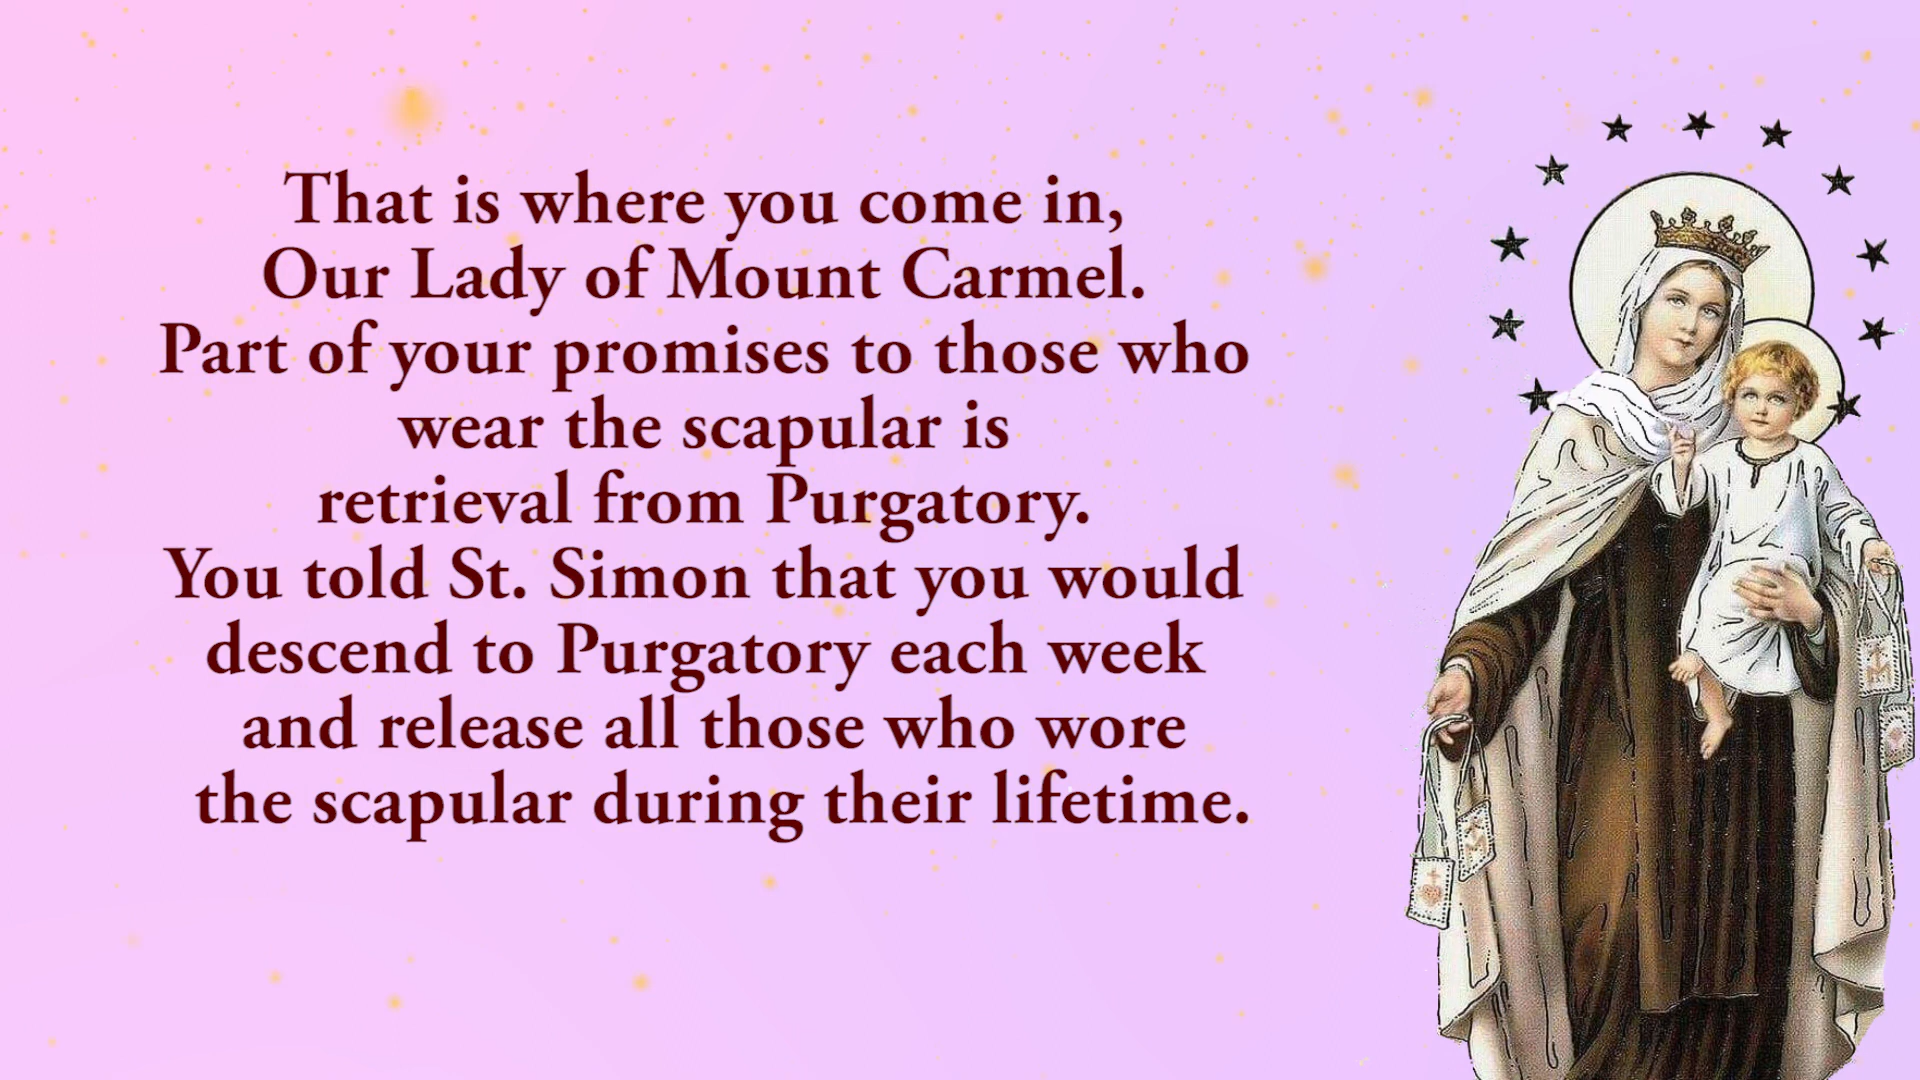 That is where you come in,
Our Lady of Mount Carmel.
Part of your promises to those who
wear the scapular is
retrieval from Purgatory.
You told St. Simon that you would
descend to Purgatory each week
and release all those who wore
the scapular during their lifetime.